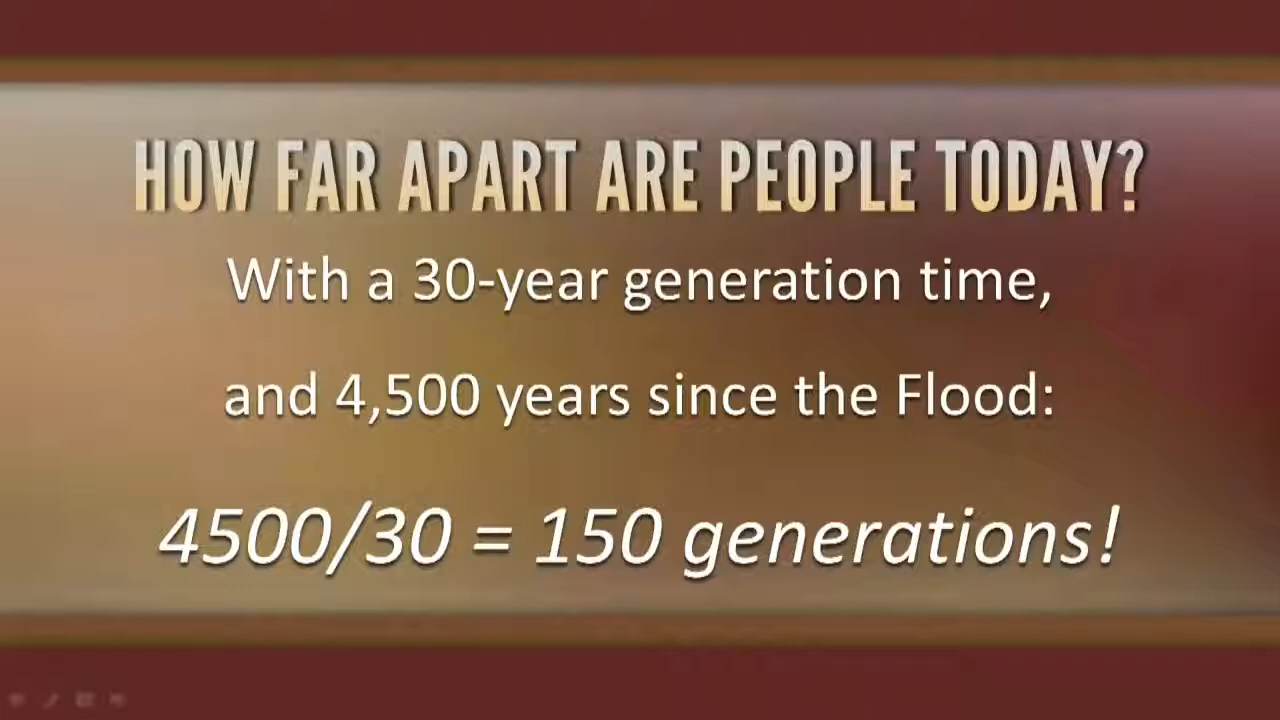 HOW FAR APART ARE PEOPLE TODAY?
With a 30-year generation time,
and 4,500 years since the Flood:
4500/30 = 150 generations!